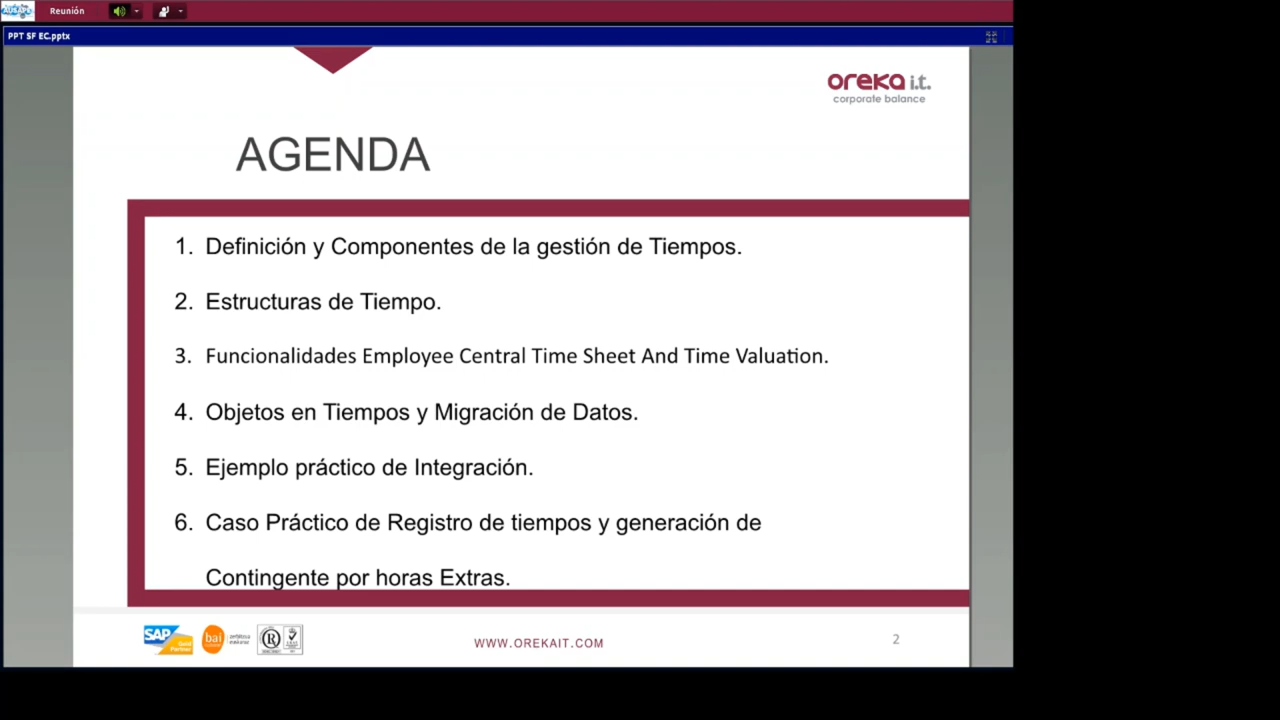 Reunión
PPT SF EC.pptx
oreka i.t.
corporate balance
AGENDA
1. Definición y Componentes de la gestión de Tiempos.
2. Estructuras de Tiempo.
3. Funcionalidades Employee Central Time Sheet And Time Valuation.
4. Objetos en Tiempos y Migración de Datos.
5. Ejemplo práctico de Integración.
6. Caso Práctico de Registro de tiempos y generación de
Contingente por horas Extras.
SAP
Gold
Partner
bai
R
WWW.OREKAIT.COM
2